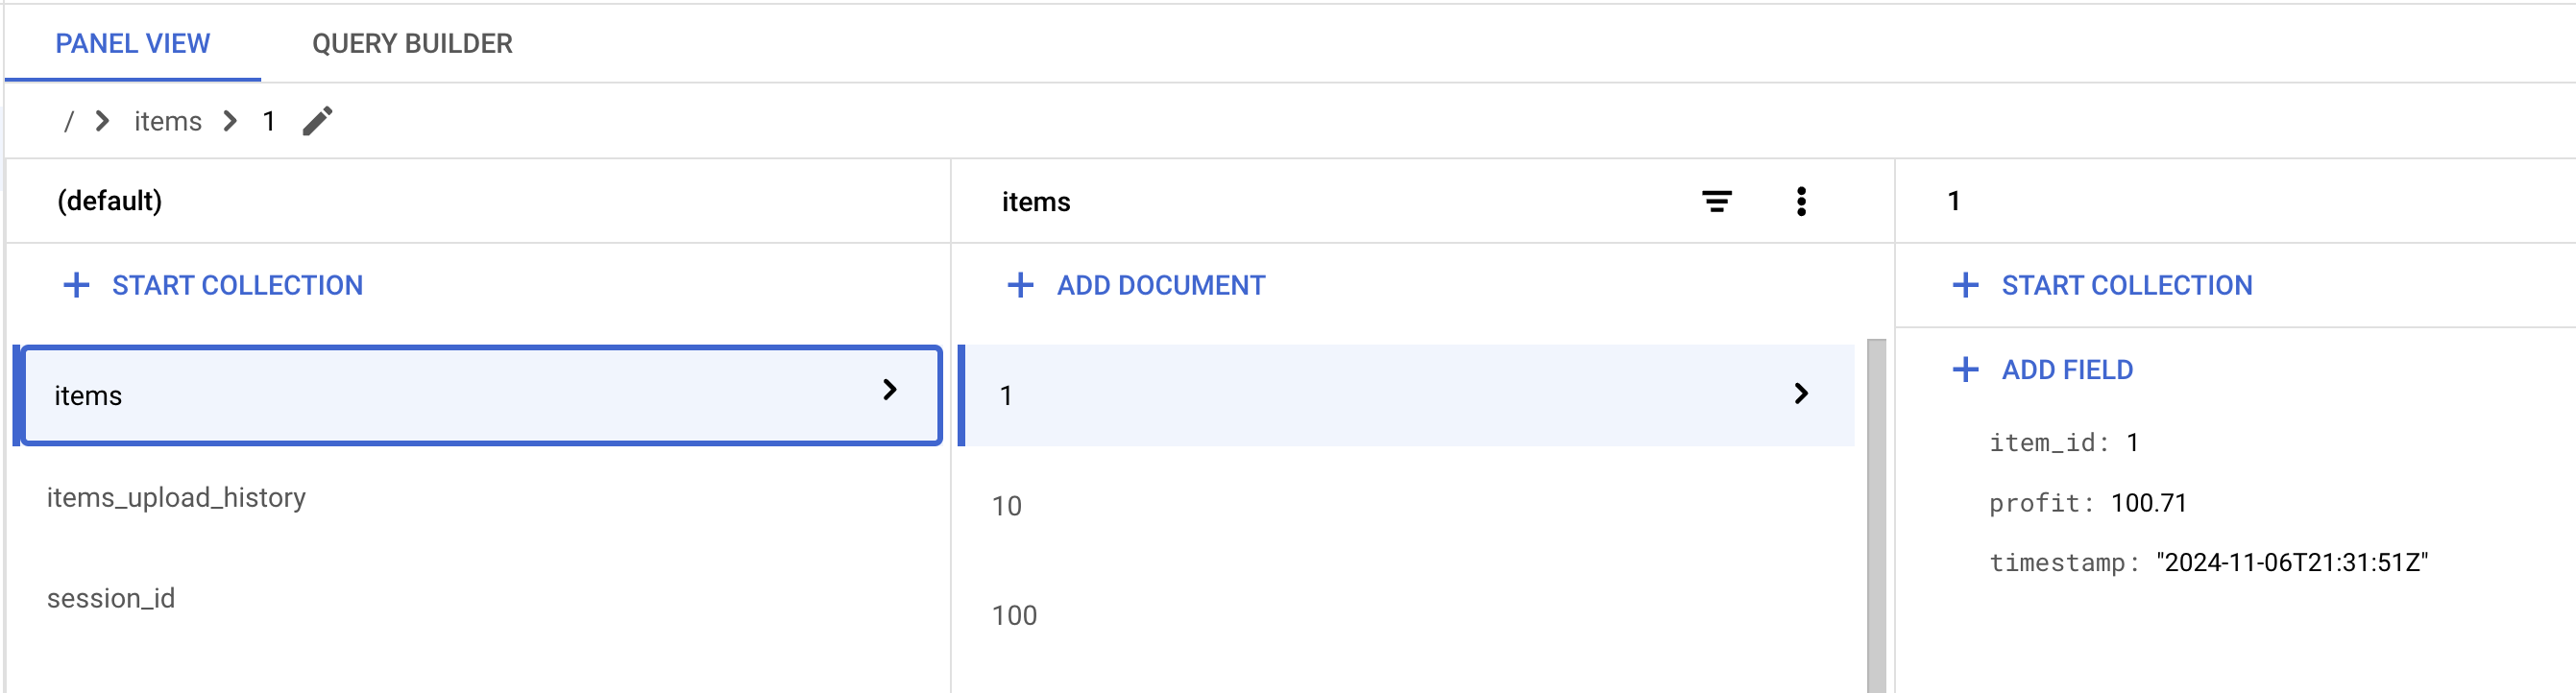 PANEL VIEW QUERY BUILDER
/ items 1
(default) items 1
START COLLECTION ADD DOCUMENT START COLLECTION
ADD FIELD
items 1
item_id: 1
items_upload_history 10 profit: 100.71
timestamp: "2024-11-06T21:31:51Z"
session_id 100